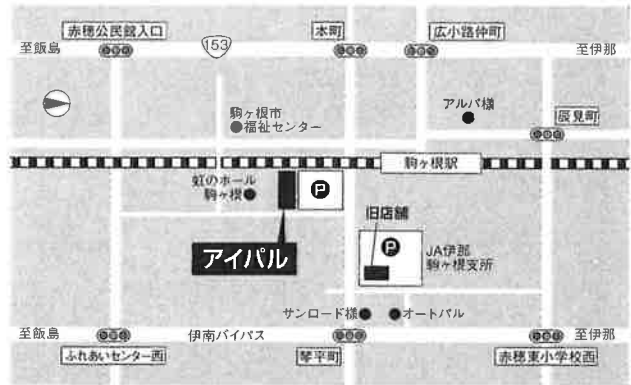 赤穂公民館入口
本町
広小路仲町
至飯島
153
至伊那
アルパ様
辰見町
駒ヶ根市
福祉センター
駒ヶ根駅
虹のホール
駒ヶ根
P
旧店舗
P
アイパル
JA伊那
駒ヶ根支所
サンロード様
オートパル
至飯島
伊南バイパス
至伊那
ふれあいセンター西
琴平町
赤穂東小学校西